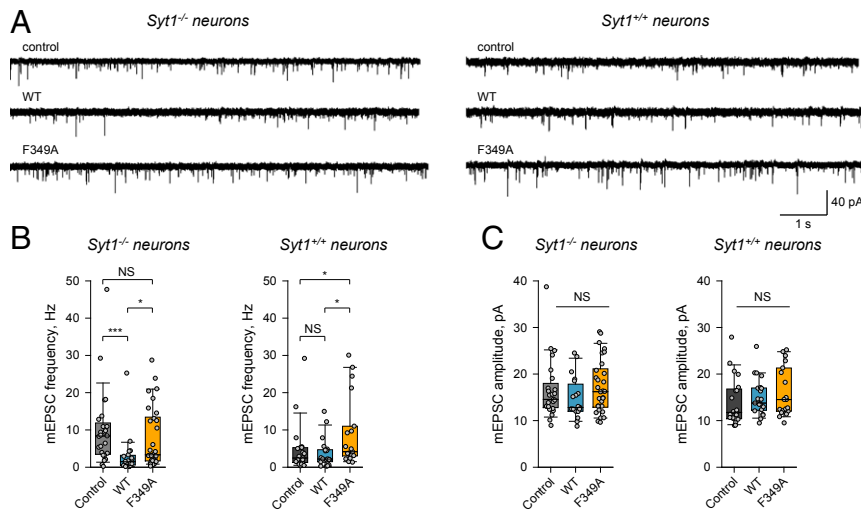 A
Syt1-/- neurons
Syt1+/+ neurons
control
WT
F349A
control
WT
F349A
40 pA
1 s
B
Syt1-/- neurons
Syt1+/+ neurons
mEPSC frequency, Hz
50
40
30
20
10
0
NS
***
*
Control
WT
F349A
mEPSC frequency, Hz
50
40
30
20
10
0
*
NS
*
Control
WT
F349A
C
Syt1-/- neurons
Syt1+/+ neurons
mEPSC amplitude, pA
40
30
20
10
0
NS
Control
WT
F349A
mEPSC amplitude, pA
40
30
20
10
0
NS
Control
WT
F349A